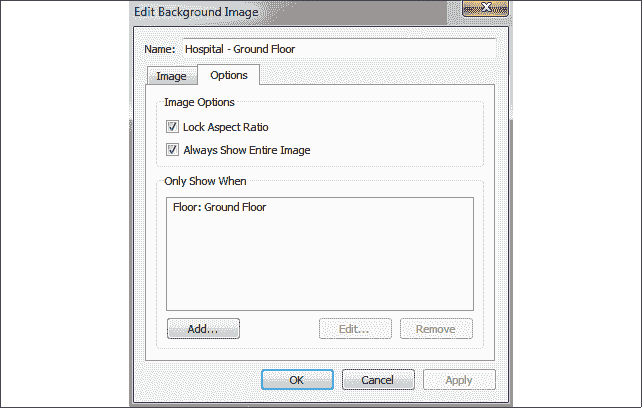 Edit Background Image
Name: Hospital - Ground Floor
Image Options
Image Options
Lock Aspect Ratio
Always Show Entire Image
Only Show When
Floor: Ground Floor
Add... Edit... Remove
OK Cancel Apply